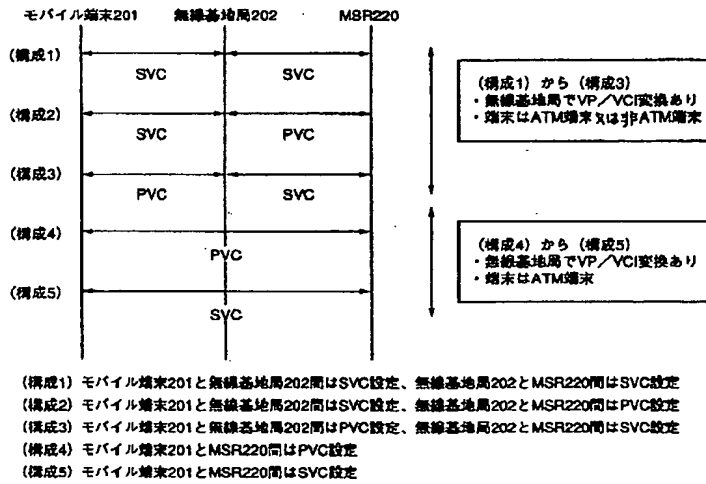 モバイル端末201 無線基地局202 MSR220
(構成1)
SVC SVC
(構成2)
SVC PVC
(構成3)
PVC SVC
(構成4)
PVC
(構成5)
SVC
(構成1) から (構成3)
・無線基地局でVP／VCI変換あり
・端末はATM端末又は非ATM端末
(構成4) から (構成5)
・無線基地局でVP／VCI変換あり
・端末はATM端末
(構成1) モバイル端末201と無線基地局202間はSVC設定、無線基地局202とMSR220間はSVC設定
(構成2) モバイル端末201と無線基地局202間はSVC設定、無線基地局202とMSR220間はPVC設定
(構成3) モバイル端末201と無線基地局202間はPVC設定、無線基地局202とMSR220間はSVC設定
(構成4) モバイル端末201とMSR220間はPVC設定
(構成5) モバイル端末201とMSR220間はSVC設定